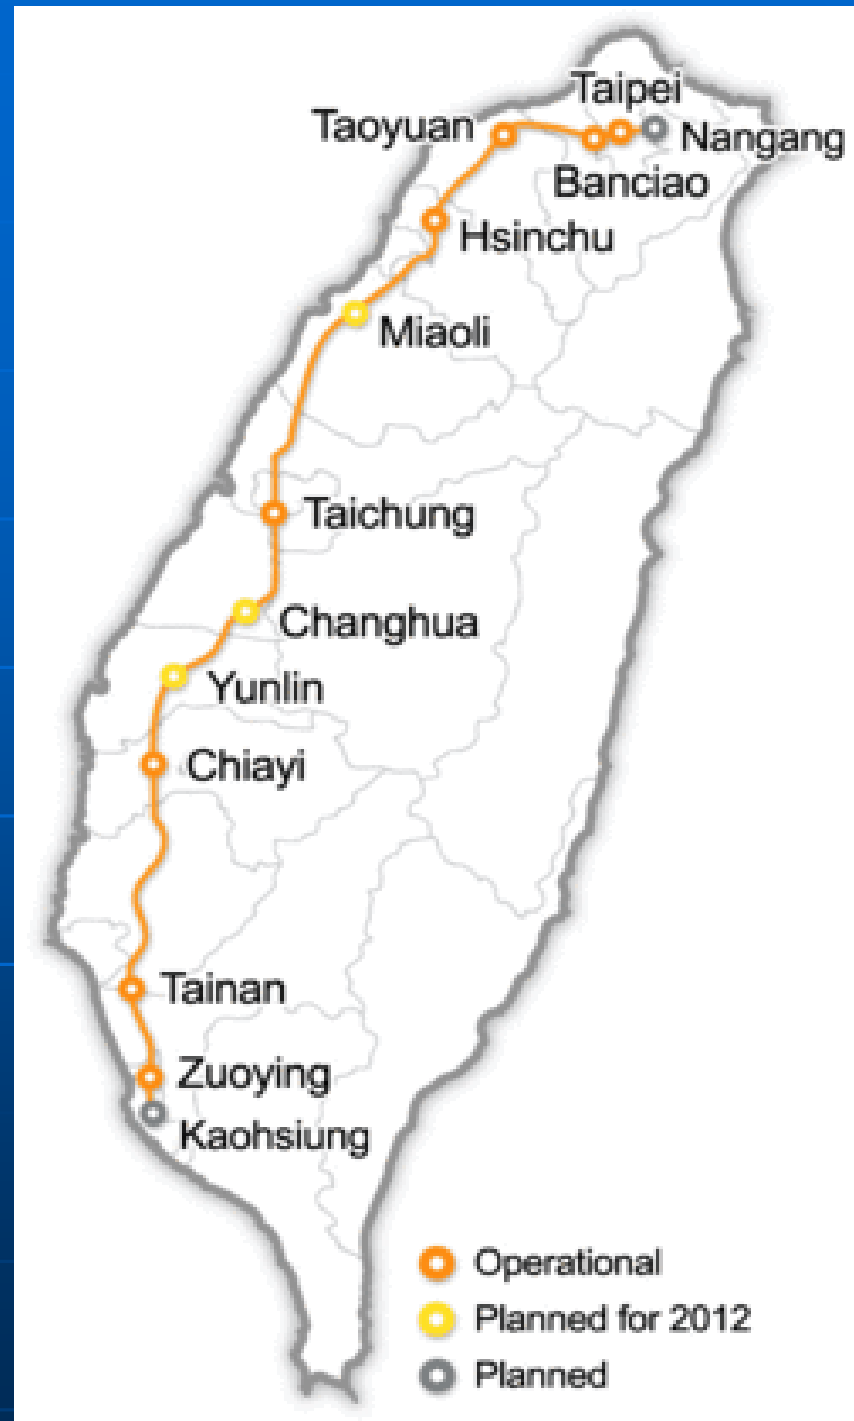 Taipei
Taoyuan
Nangang
Banciao
Hsinchu
Miaoli
Taichung
Changhua
Yunlin
Chiayi
Tainan
Zuoying
Kaohsiung
Operational
Planned for 2012
Planned